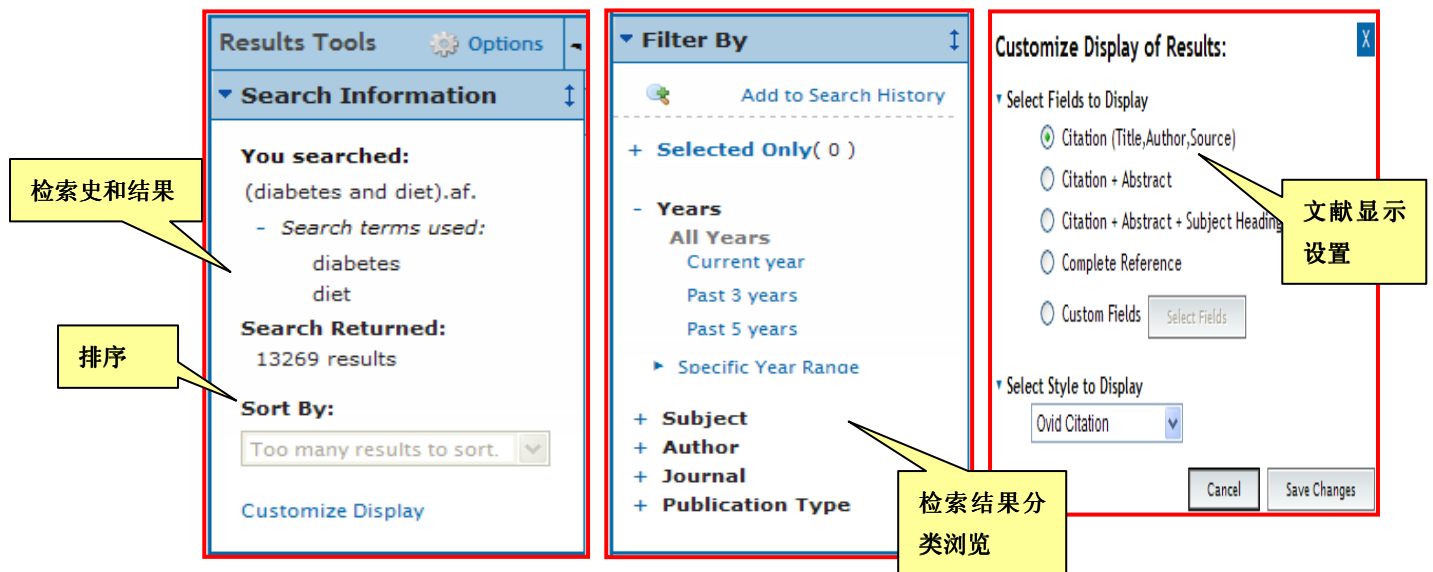 Results Tools
Options
Search Information
You searched:
(diabetes and diet).af.
- Search terms used:
diabetes
diet
Search Returned:
13269 results
Sort By:
Too many results to sort.
Customize Display
检索史和结果
排序
Filter By
Add to Search History
+ Selected Only( 0 )
- Years
All Years
Current year
Past 3 years
Past 5 years
Specific Year Range
+ Subject
+ Author
+ Journal
+ Publication Type
检索结果分
类浏览
Customize Display of Results:
X
Select Fields to Display
Citation (Title,Author,Source)
Citation + Abstract
Citation + Abstract + Subject Heading
Complete Reference
Custom Fields
Select Fields
Select Style to Display
Ovid Citation
Cancel
Save Changes
文献显示
设置